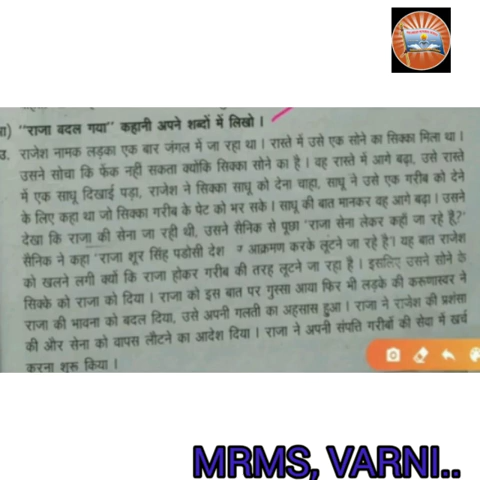 ा) "राजा बदल गया" कहानी अपने शब्दों में लिखो ।
उ. राजेश नामक लड़का एक बार जंगल में जा रहा था । रास्ते में उसे एक सोने का सिक्का मिला था ।
उसने सोचा कि फेंक नहीं सकता क्योंकि सिक्का सोने का है । वह रास्ते में आगे बढ़ा, उसे रास्ते
में एक साधू दिखाई पड़ा, राजेश ने सिक्का साधू को देना चाहा, साधू ने उसे एक गरीब को देने
के लिए कहा था जो सिक्का गरीब के पेट को भर सके । साधू की बात मानकर वह आगे बढ़ा । उसने
देखा कि राजा की सेना जा रही थी, उसने सैनिक से पूछा 'राजा सेना लेकर कहाँ जा रहे है?'
सैनिक ने कहा 'राजा शूर सिंह पडोसी देश आक्रमण करके लूंटने जा रहे है'। यह बात राजेश
को खलने लगी क्यों कि राजा होकर गरीब की तरह लूटने जा रहा है । इसलिए उसने सोने के
सिक्के को राजा को दिया । राजा को इस बात पर गुस्सा आया फिर भी लड़के की करुणास्वर ने
राजा की भावना को बदल दिया, उसे अपनी गलती का अहसास हुआ । राजा ने राजेश की प्रशंसा
की और सेना को वापस लौटने का आदेश दिया । राजा ने अपनी संपति गरीबों की सेवा में खर्च
करना शुरू किया ।
MRMS, VARNI..